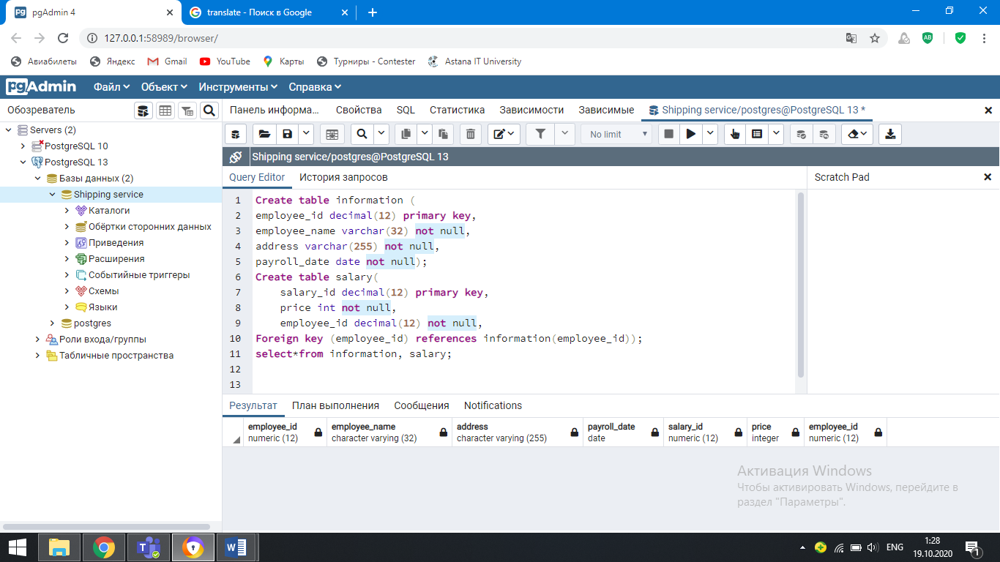 pgAdmin 4
translate - Поиск в Google
127.0.0.1:58989/browser/
Авиабилеты
Яндекс
Gmail
YouTube
Карты
Турниры - Contester
Astana IT University
pgAdmin
Файл
Объект
Инструменты
Справка
Обозреватель
Панель информа...
Свойства
SQL
Статистика
Зависимости
Зависимые
Shipping service/postgres@PostgreSQL 13 *
Servers (2)
PostgreSQL 10
PostgreSQL 13
Базы данных (2)
Shipping service
Каталоги
Обёртки сторонних данных
Приведения
Расширения
Событийные триггеры
Схемы
Языки
postgres
Роли входа/группы
Табличные пространства
No limit
Shipping service/postgres@PostgreSQL 13
Query Editor
История запросов
Scratch Pad
1 Create table information (
2 employee_id decimal(12) primary key,
3 employee_name varchar(32) not null,
4 address varchar(255) not null,
5 payroll_date date not null);
6 Create table salary(
7 salary_id decimal(12) primary key,
8 price int not null,
9 employee_id decimal(12) not null,
10 Foreign key (employee_id) references information(employee_id));
11 select*from information, salary;
12
13
Результат
План выполнения
Сообщения
Notifications
employee_id
numeric (12)
employee_name
character varying (32)
address
character varying (255)
payroll_date
date
salary_id
numeric (12)
price
integer
employee_id
numeric (12)
Активация Windows
Чтобы активировать Windows, перейдите в
раздел "Параметры".
ENG
1:28
19.10.2020
1